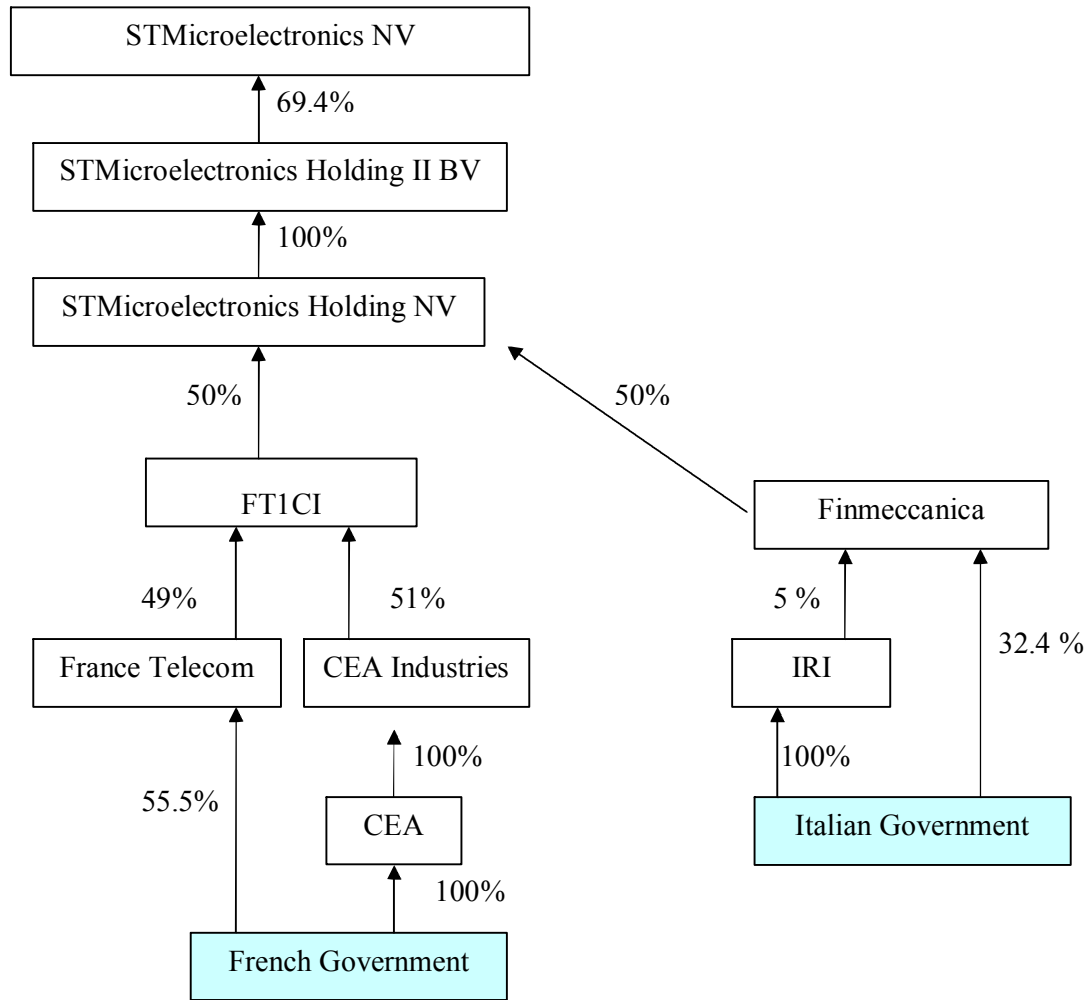 STMicroelectronics NV
69.4%
STMicroelectronics Holding II BV
100%
STMicroelectronics Holding NV
50%
50%
FT1CI
Finmeccanica
49%
51%
5 %
32.4 %
France Telecom
CEA Industries
IRI
100%
100%
55.5%
CEA
Italian Government
100%
French Government